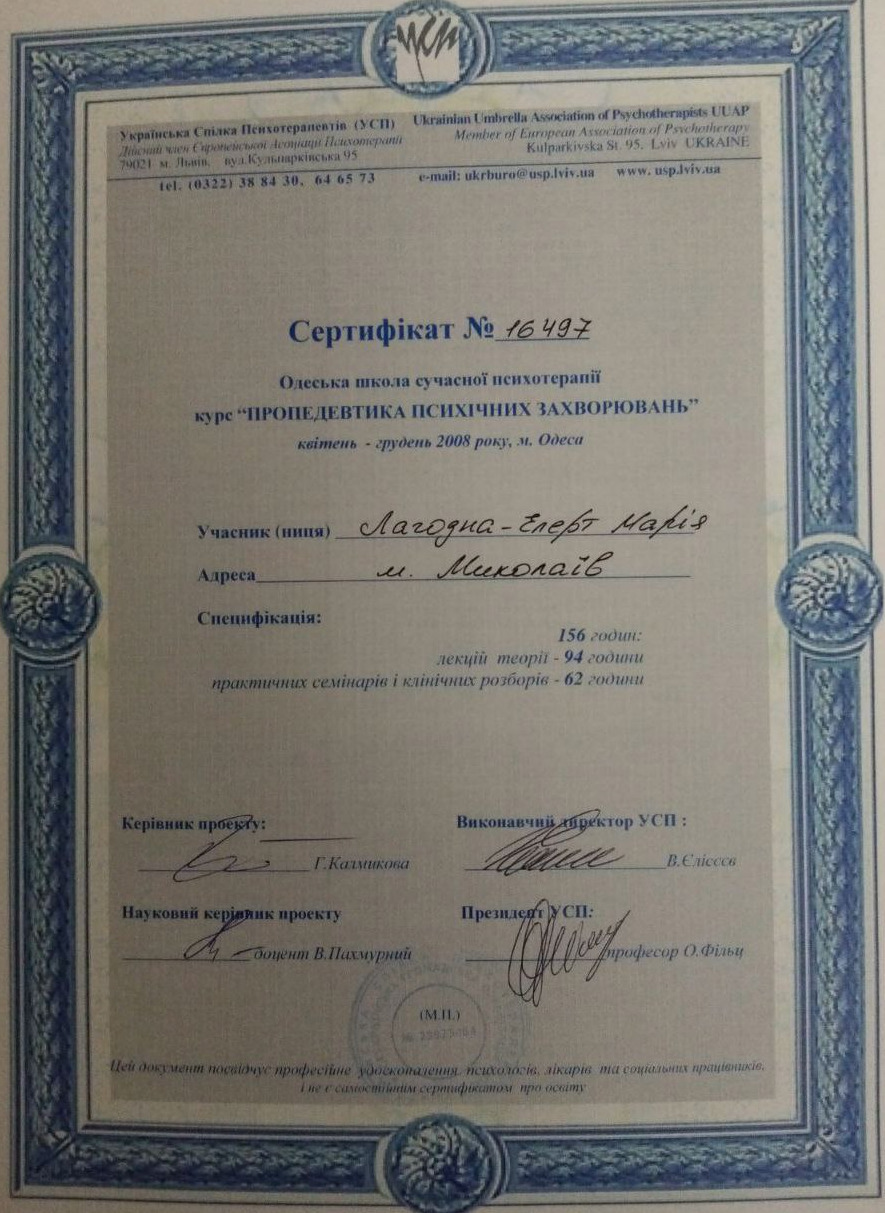 усп
Українська Спілка Психотерапевтів (УСП)
Дійсний член Європейської Асоціації Психотерапії
79021 м. Львів, вул.Кульпарківська 95
tel. (0322) 38 84 30, 64 65 73
Ukrainian Umbrella Association of Psychotherapists UUAP
Member of European Association of Psychotherapy
Kulparkivska St. 95, Lviv UKRAINE
e-mail: ukrburo@usp.lviv.ua www. usp.lviv.ua
Сертифікат № 16497
Одеська школа сучасної психотерапії
курс “ПРОПЕДЕВТИКА ПСИХІЧНИХ ЗАХВОРЮВАНЬ”
квітень - грудень 2008 року, м. Одеса
Учасник (ниця) Лагодна-Елерт Марія
Адреса м. Миколаїв
Специфікація:
156 годин:
лекцій теорії - 94 години
практичних семінарів і клінічних розборів - 62 години
Керівник проекту:
Г.Калмикова
Виконавчий директор УСП :
В.Єлісєєв
Науковий керівник проекту
доцент В.Пахмурний
Президент УСП:
професор О.Фільц
(М.П.)
Цей документ посвідчує професійне удосконалення психологів, лікарів та соціальних працівників,
і не є самостійним сертифікатом про освіту